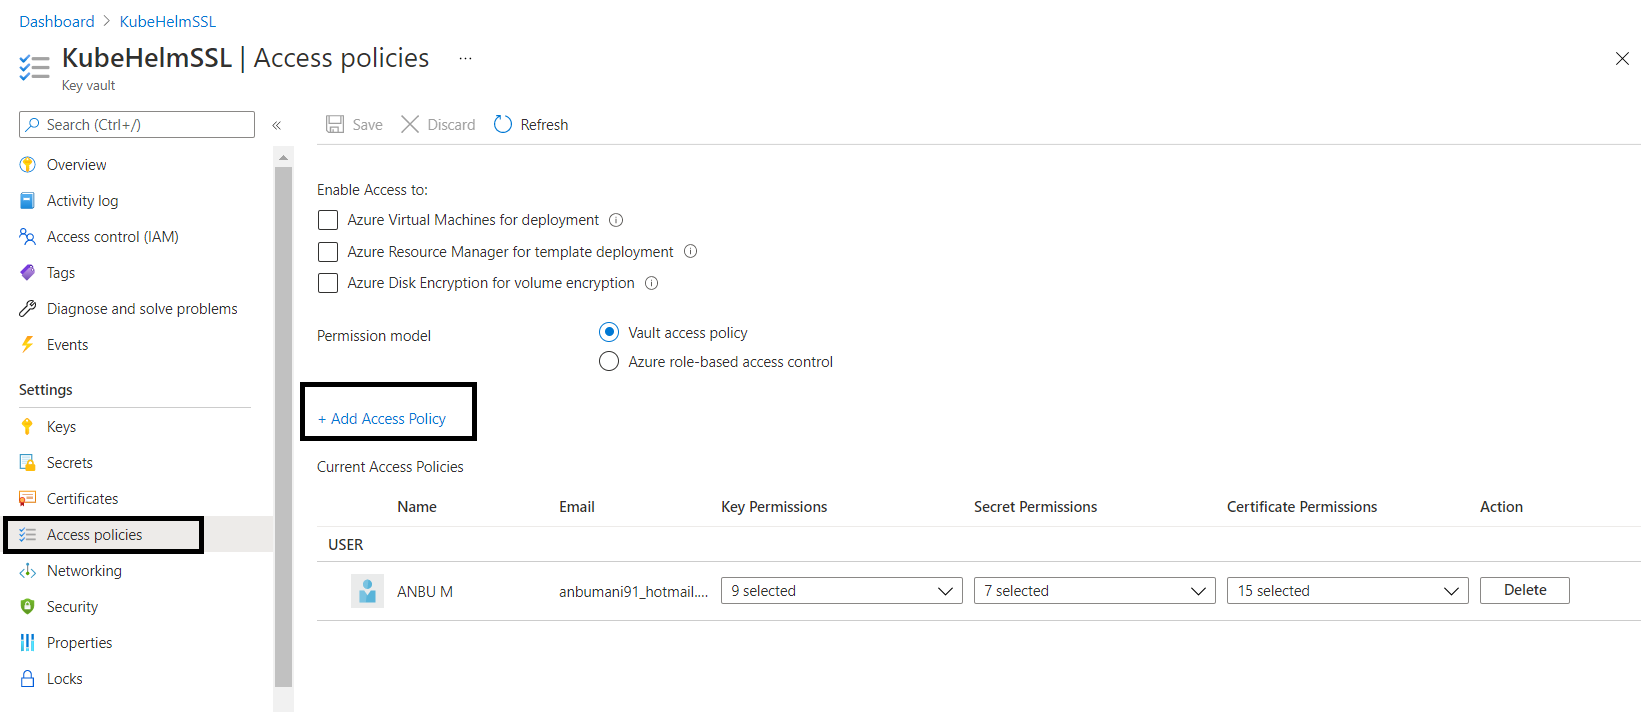 Dashboard > KubeHelmSSL
KubeHelmSSL | Access policies ...
Key vault
Search (Ctrl+/)
Overview
Activity log
Access control (IAM)
Tags
Diagnose and solve problems
Events
Settings
Keys
Secrets
Certificates
Access policies
Networking
Security
Properties
Locks
Save Discard Refresh
Enable Access to:
Azure Virtual Machines for deployment
Azure Resource Manager for template deployment
Azure Disk Encryption for volume encryption
Permission model
Vault access policy
Azure role-based access control
+ Add Access Policy
Current Access Policies
Name Email Key Permissions Secret Permissions Certificate Permissions Action
USER
ANBU M anbumani91_hotmail.... 9 selected 7 selected 15 selected Delete